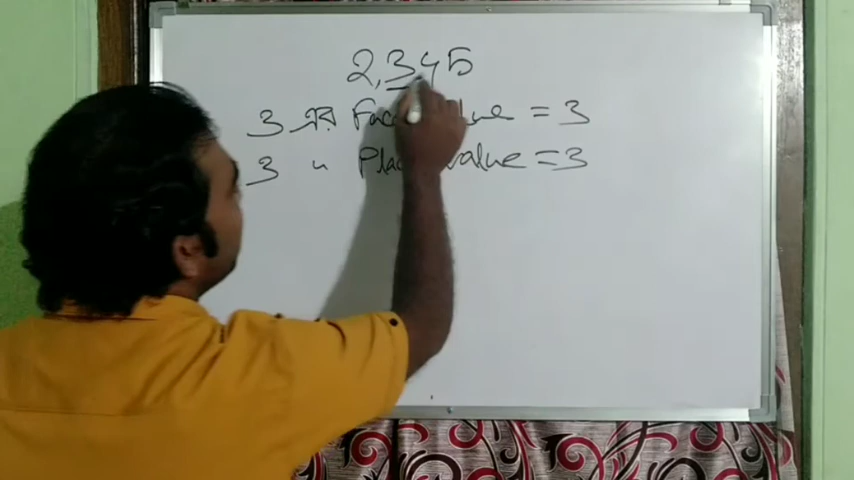 2,345
3 এর Face value = 3
3 " Place value = 3